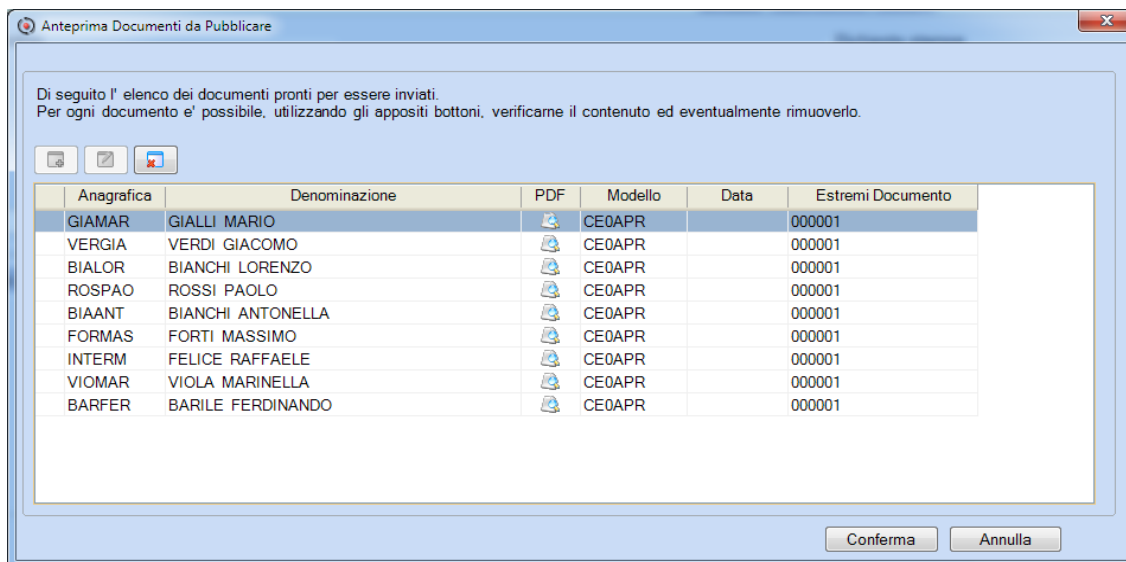 Anteprima Documenti da Pubblicare
Di seguito l' elenco dei documenti pronti per essere inviati.
Per ogni documento e' possibile, utilizzando gli appositi bottoni, verificarne il contenuto ed eventualmente rimuoverlo.
Anagrafica Denominazione PDF Modello Data Estremi Documento
GIAMAR GIALLI MARIO CE0APR 000001
VERGIA VERDI GIACOMO CE0APR 000001
BIALOR BIANCHI LORENZO CE0APR 000001
ROSPAO ROSSI PAOLO CE0APR 000001
BIAANT BIANCHI ANTONELLA CE0APR 000001
FORMAS FORTI MASSIMO CE0APR 000001
INTERM FELICE RAFFAELE CE0APR 000001
VIOMAR VIOLA MARINELLA CE0APR 000001
BARFER BARILE FERDINANDO CE0APR 000001
Conferma Annulla